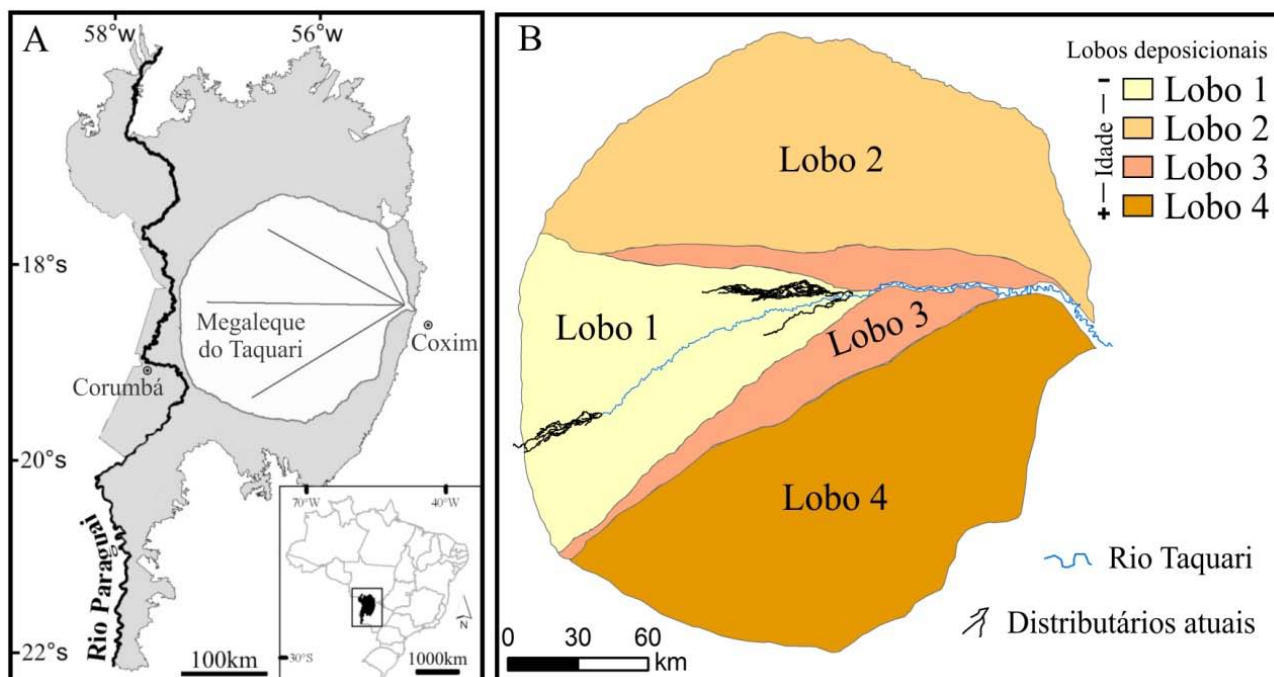 A
58°w
56°w
18°s
20°s
22°s
Megaleque
do Taquari
Coxim
Corumbá
Rio Paraguai
100km
70°W
40°W
30°S
N
1000km
B
Lobos deposicionais
- Idade +
Lobo 1
Lobo 2
Lobo 3
Lobo 4
Lobo 2
Lobo 1
Lobo 3
Lobo 4
Rio Taquari
Distributários atuais
0 30 60
km